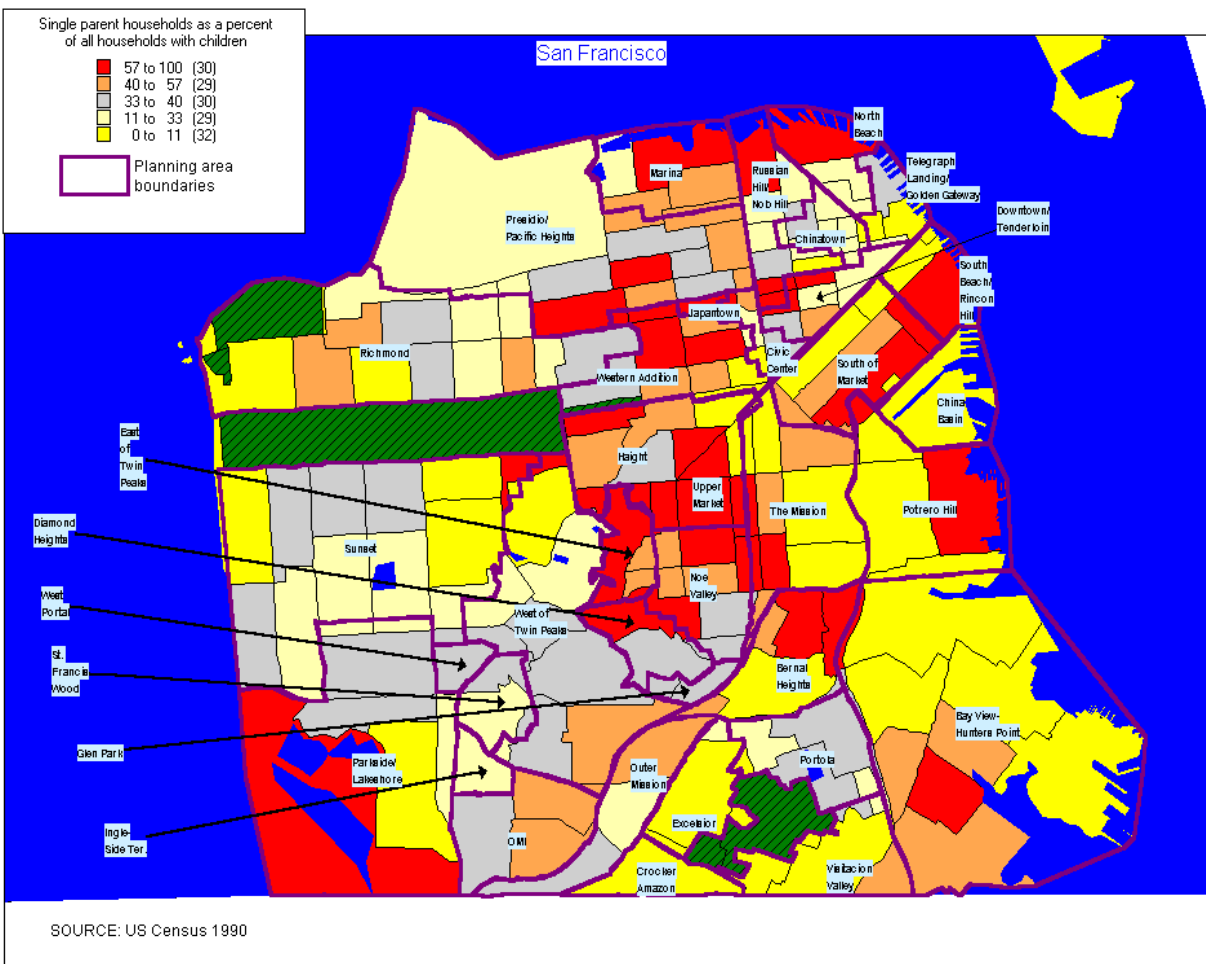 Single parent households as a percent
of all households with children
57 to 100 (30)
40 to 57 (29)
33 to 40 (30)
11 to 33 (29)
0 to 11 (32)
Planning area
boundaries
San Francisco
North
Beach
Marina
Russian
Hill/
Nob Hill
Telegraph
Landing/
Golden Gateway
Presidio/
Pacific Heights
Downtown/
Tenderloin
Chinatown
South
Beach/
Rincon
Hill
Japantown
Richmond
Civic
Center
South of
Market
Western Addition
China
Basin
East
of
Twin
Peaks
Haight
Upper
Market
The Mission
Potrero Hill
Diamond
Heights
Sunset
Noe
Valley
West
Portal
West of
Twin Peaks
St.
Francis
Wood
Bernal
Heights
Glen Park
Bay View-
Hunters Point
Parkside/
Lakeshore
Outer
Mission
Portola
Excelsior
Ingle-
Side Ter.
OMI
Crocker
Amazon
Visitacion
Valley
SOURCE: US Census 1990